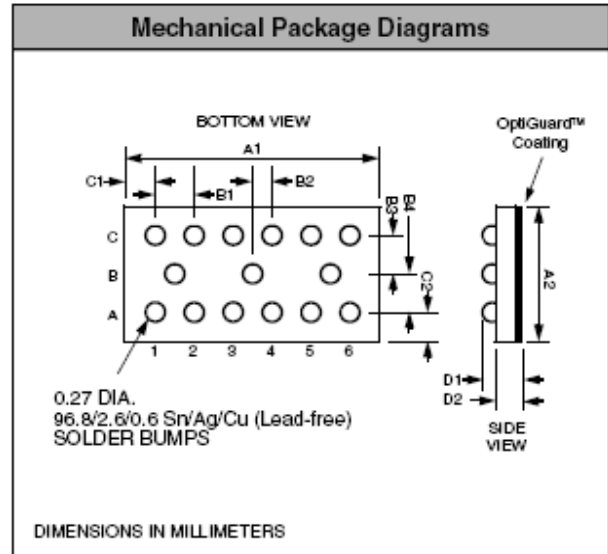 Mechanical Package Diagrams
BOTTOM VIEW
OptiGuard™
Coating
A1
C1
B1
B2
B3
B4
C
B
A
C2
A2
1 2 3 4 5 6
D1
D2
SIDE
VIEW
0.27 DIA.
96.8/2.6/0.6 Sn/Ag/Cu (Lead-free)
SOLDER BUMPS
DIMENSIONS IN MILLIMETERS